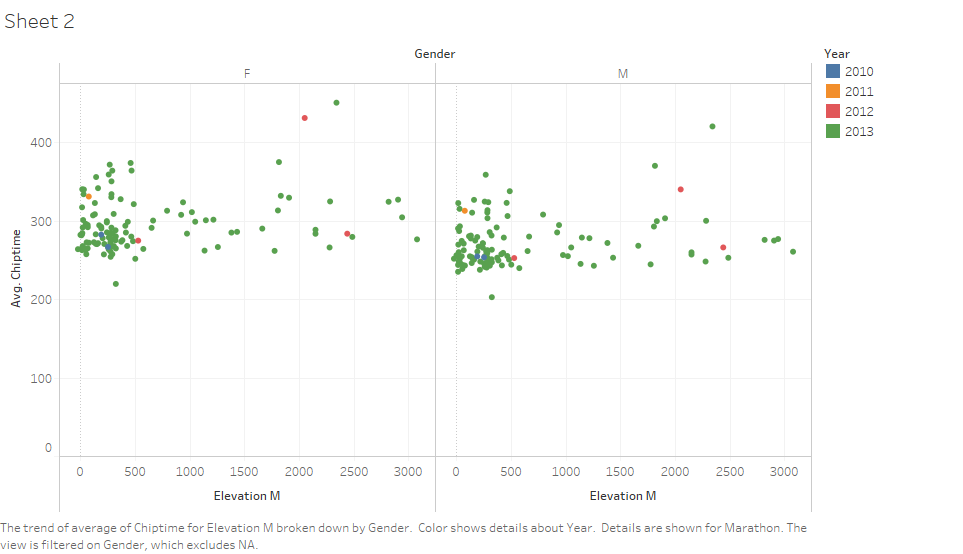 Sheet 2
Gender
F
M
Year
2010
2011
2012
2013
Avg. Chiptime
400
300
200
100
0
0 500 1000 1500 2000 2500 3000
0 500 1000 1500 2000 2500 3000
Elevation M
Elevation M
The trend of average of Chiptime for Elevation M broken down by Gender. Color shows details about Year. Details are shown for Marathon. The
view is filtered on Gender, which excludes NA.